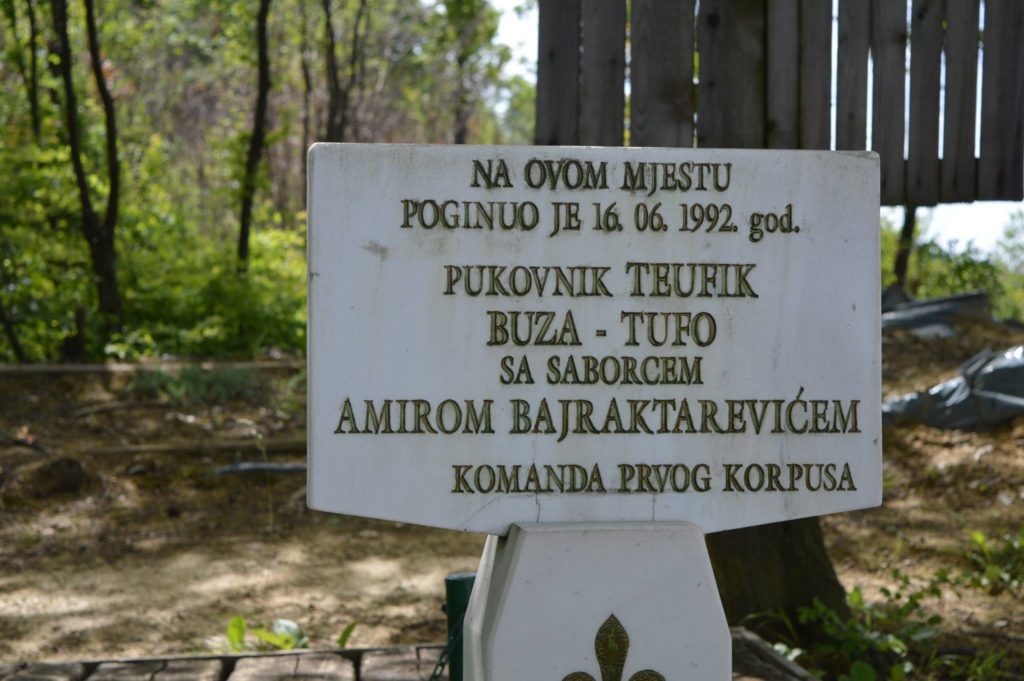 NA OVOM MJESTU
POGINUO JE 16. 06. 1992. god.
PUKOVNIK TEUFIK
BUZA - TUFO
SA SABORCEM
AMIROM BAJRAKTAREVIĆEM
KOMANDA PRVOG KORPUSA